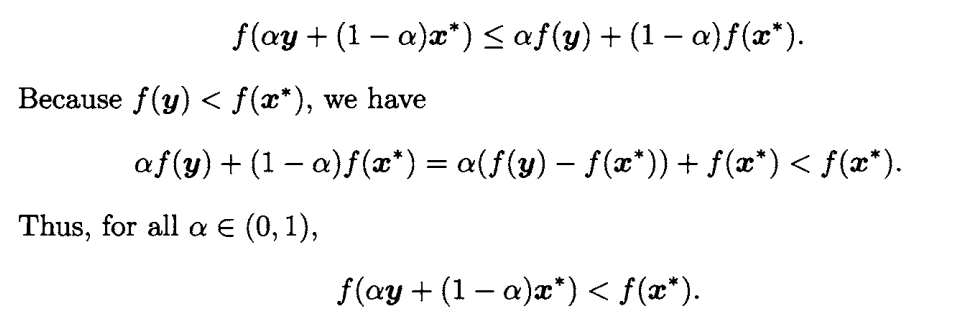 f(αy + (1 − α)x*) ≤ αf(y) + (1 − α)f(x*).
Because f(y) < f(x*), we have
αf(y) + (1 − α)f(x*) = α(f(y) − f(x*)) + f(x*) < f(x*).
Thus, for all α ∈ (0, 1),
f(αy + (1 − α)x*) < f(x*).